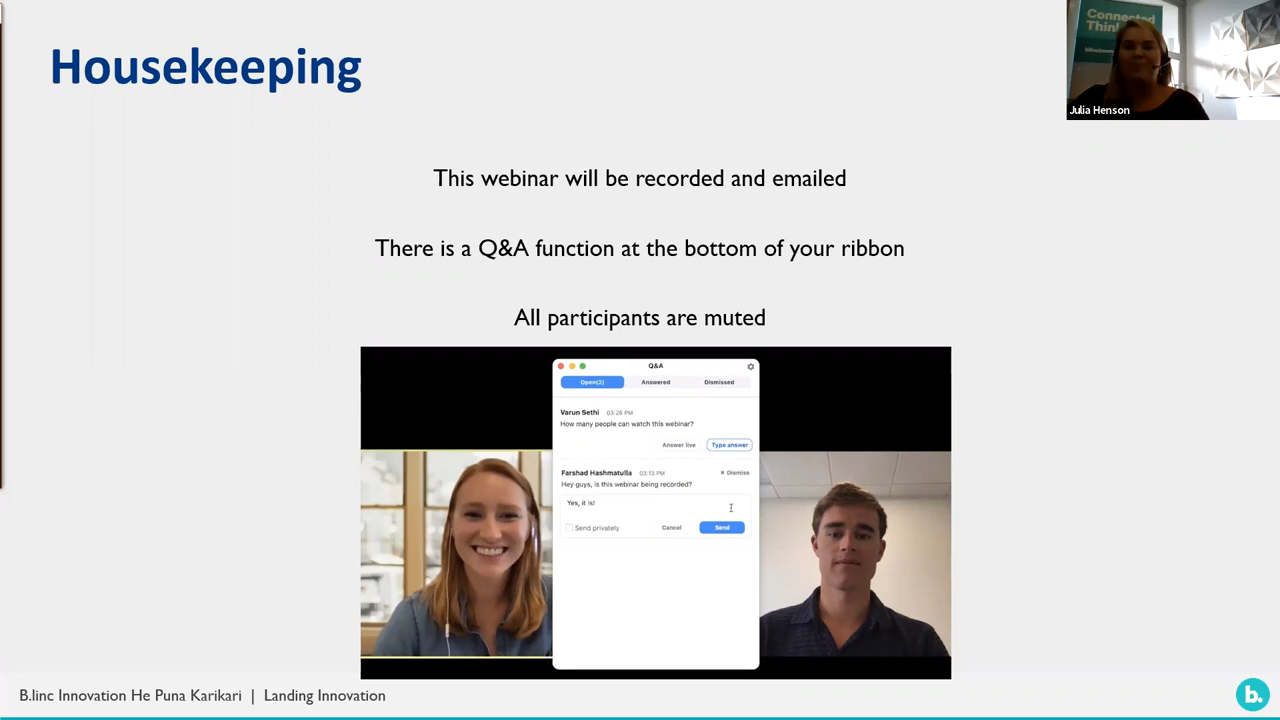 Housekeeping
Connected
Julia Henson
This webinar will be recorded and emailed
There is a Q&A function at the bottom of your ribbon
All participants are muted
Q&A
Open(2) Answered Dismissed
Varun Sethi 03:26 PM
How many people can watch this webinar?
Answer live Type answer
Farshad Hashmatulla 03:13 PM × Dismiss
Hey guys, is this webinar being recorded?
Yes, it is!
Send privately Cancel Send
B.linc Innovation He Puna Karikari | Landing Innovation
b.